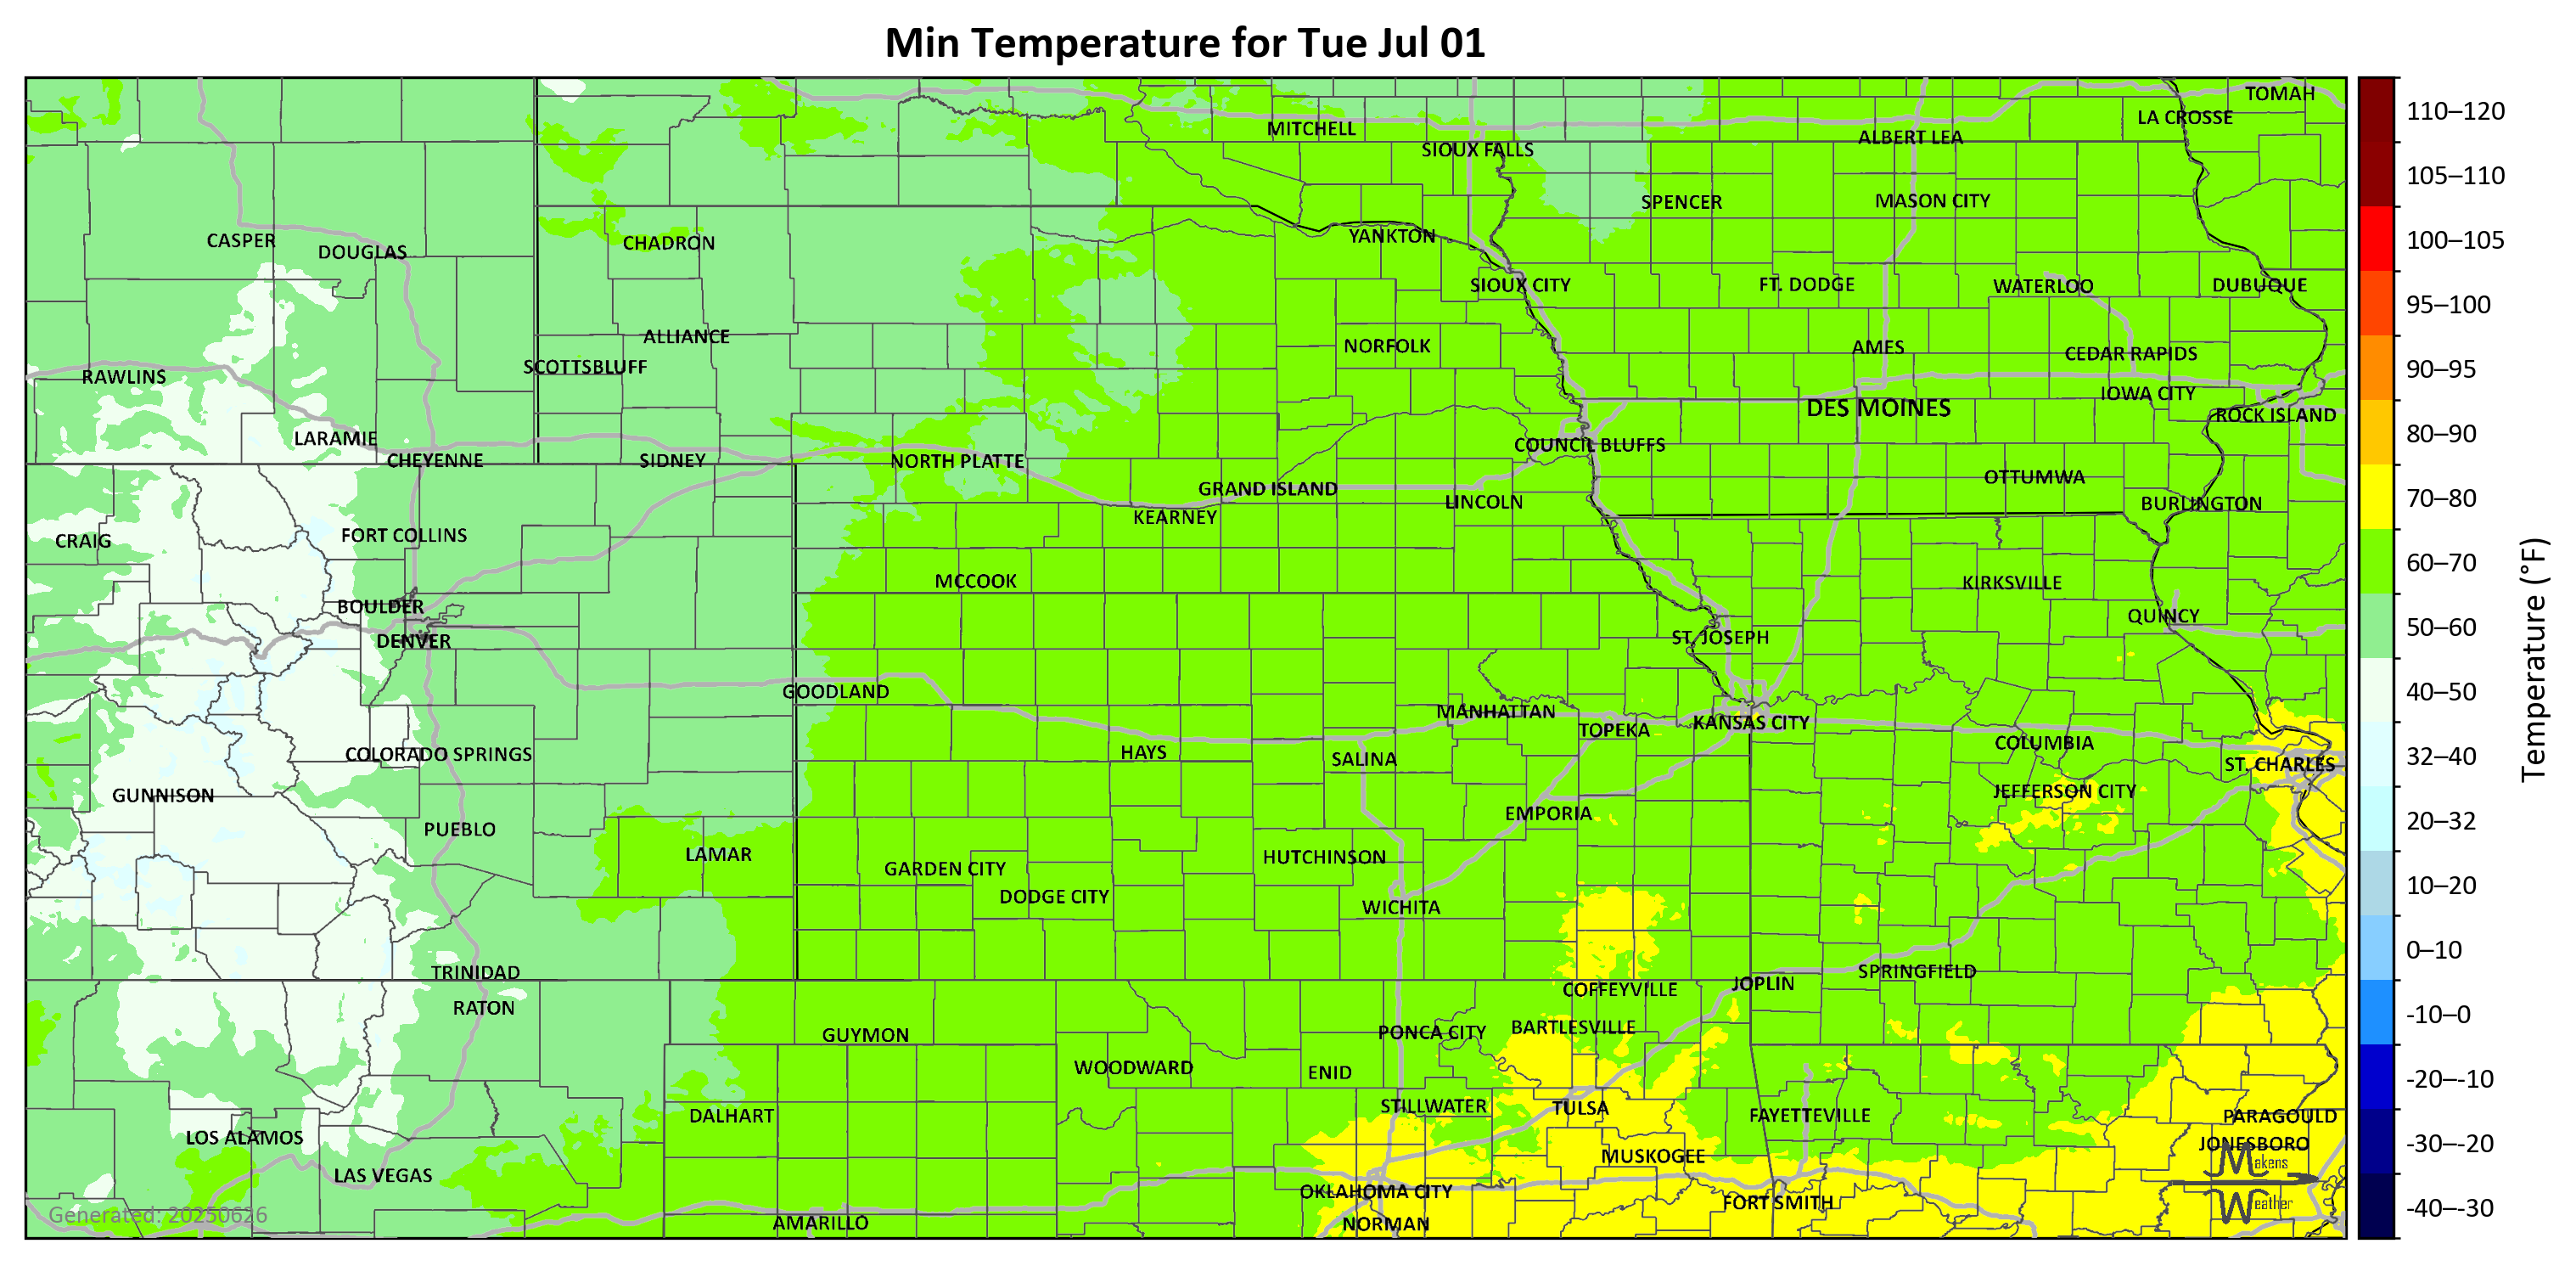 Min Temperature for Tue Jul 01
TOMAH
LA CROSSE
MITCHELL
ALBERT LEA
SIOUX FALLS
SPENCER
MASON CITY
CASPER
DOUGLAS
CHADRON
YANKTON
SIOUX CITY
FT. DODGE
WATERLOO
DUBUQUE
ALLIANCE
NORFOLK
AMES
CEDAR RAPIDS
SCOTTSBLUFF
RAWLINS
IOWA CITY
DES MOINES
ROCK ISLAND
LARAMIE
COUNCIL BLUFFS
CHEYENNE
SIDNEY
NORTH PLATTE
OTTUMWA
GRAND ISLAND
LINCOLN
BURLINGTON
KEARNEY
CRAIG
FORT COLLINS
MCCOOK
KIRKSVILLE
BOULDER
QUINCY
DENVER
ST. JOSEPH
GOODLAND
MANHATTAN
TOPEKA
KANSAS CITY
COLUMBIA
COLORADO SPRINGS
HAYS
SALINA
ST. CHARLES
GUNNISON
JEFFERSON CITY
EMPORIA
PUEBLO
LAMAR
HUTCHINSON
GARDEN CITY
DODGE CITY
WICHITA
TRINIDAD
SPRINGFIELD
JOPLIN
COFFEYVILLE
RATON
GUYMON
PONCA CITY
BARTLESVILLE
WOODWARD
ENID
DALHART
STILLWATER
TULSA
FAYETTEVILLE
PARAGOULD
LOS ALAMOS
JONESBORO
MUSKOGEE
LAS VEGAS
OKLAHOMA CITY
FORT SMITH
AMARILLO
NORMAN
Makens
Weather
Generated: 20250626
110–120
105–110
100–105
95–100
90–95
80–90
70–80
60–70
50–60
40–50
32–40
20–32
10–20
0–10
-10–0
-20–-10
-30–-20
-40–-30
Temperature (°F)